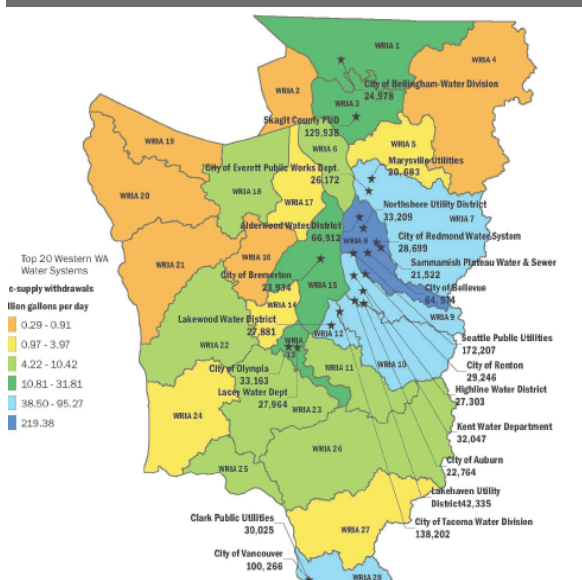 WRIA 1
WRIA 4
City of Bellingham-Water Division
24,978
WRIA 2
WRIA 3
Skagit County PUD
129,938
WRIA 19
WRIA 6
WRIA 5
City of Everett Public Works Dept.
26,172
Marysville Utilities
20,683
WRIA 20
WRIA 18
WRIA 17
Northshore Utility District
33,209
WRIA 7
Alderwood Water District
66,912
WRIA 8
City of Redmond Water System
28,699
Top 20 Western WA
Water Systems
WRIA 21
WRIA 16
Sammamish Plateau Water & Sewer
21,522
City of Bremerton
23,934
WRIA 15
City of Bellevue
64,574
c-supply withdrawals
llion gallons per day
WRIA 14
Lakewood Water District
27,881
WRIA 12
WRIA 9
0.29 - 0.91
0.97 - 3.97
4.22 - 10.42
10.81 - 31.81
38.50 - 95.27
219.38
WRIA 22
WRIA
13
Seattle Public Utilities
172,207
City of Olympia
33,163
WRIA 11
WRIA 10
City of Renton
29,246
Lacey Water Dept
27,964
WRIA 23
Highline Water District
27,303
WRIA 24
Kent Water Department
32,047
WRIA 26
City of Auburn
22,764
WRIA 25
Lakehaven Utility
District42,335
Clark Public Utilities
30,025
WRIA 27
City of Tacoma Water Division
138,202
City of Vancouver
100,266
WRIA 28